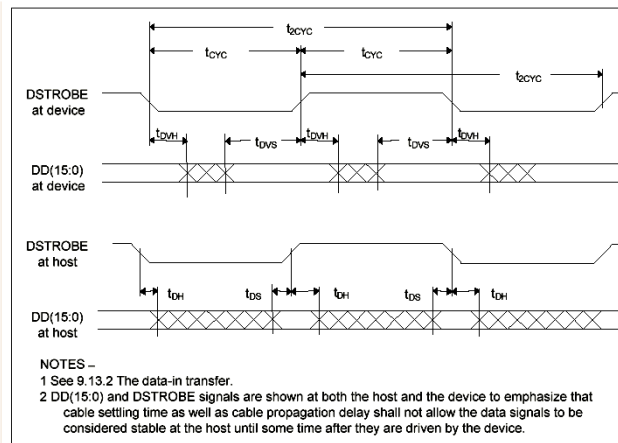 t2CYC
tCYC tCYC
t2CYC
DSTROBE
at device
tDVH tDVS tDVH tDVS tDVH
DD(15:0)
at device
DSTROBE
at host
tDH tDS tDH tDS tDH
DD(15:0)
at host
NOTES –
1 See 9.13.2 The data-in transfer.
2 DD(15:0) and DSTROBE signals are shown at both the host and the device to emphasize that
cable settling time as well as cable propagation delay shall not allow the data signals to be
considered stable at the host until some time after they are driven by the device.